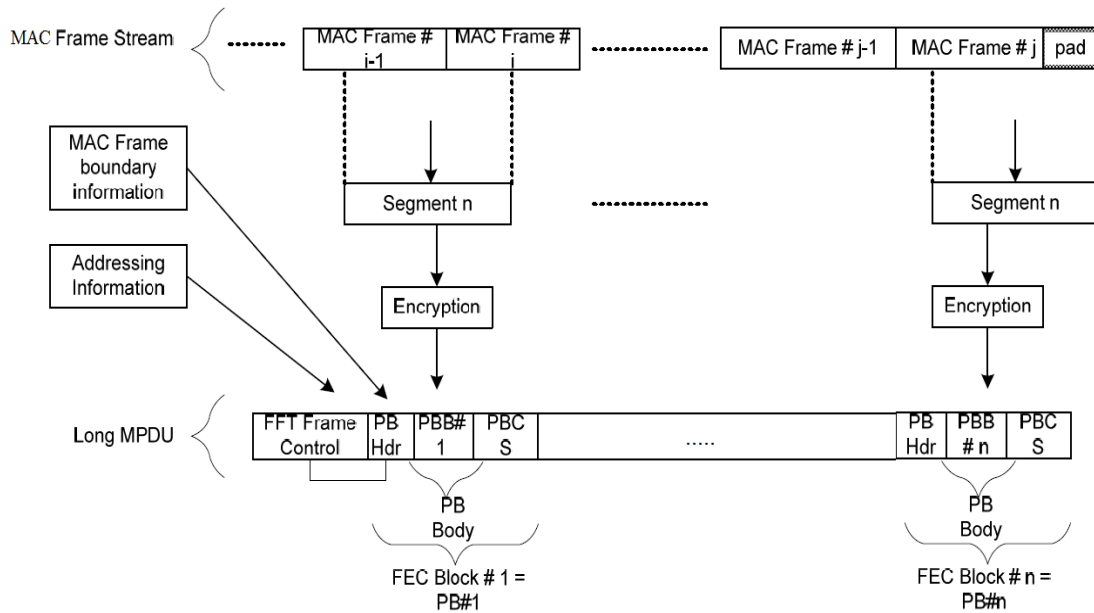 MAC Frame Stream
MAC Frame #
i-1
MAC Frame #
i
MAC Frame # j-1
MAC Frame # j
pad
MAC Frame
boundary
information
Segment n
Segment n
Addressing
Information
Encryption
Encryption
Long MPDU
FFT Frame
Control
PB
Hdr
PBB#
1
PBC
S
.....
PB
Hdr
PBB
# n
PBC
S
PB
Body
PB
Body
FEC Block # 1 =
PB#1
FEC Block # n =
PB#n